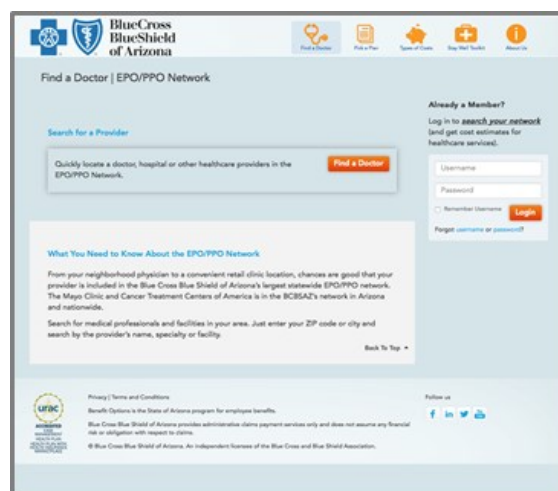 BlueCross
BlueShield
of Arizona
Find a Doctor
Pick a Plan
Types of Costs
Stay Well Toolkit
About Us
Find a Doctor | EPO/PPO Network
Search for a Provider
Quickly locate a doctor, hospital or other healthcare providers in the
EPO/PPO Network.
Find a Doctor
Already a Member?
Log in to search your network
(and get cost estimates for
healthcare services).
Username
Password
Remember Username
Login
Forgot username or password?
What You Need to Know About the EPO/PPO Network
From your neighborhood physician to a convenient retail clinic location, chances are good that your
provider is included in the Blue Cross Blue Shield of Arizona's largest statewide EPO/PPO network.
The Mayo Clinic and Cancer Treatment Centers of America is in the BCBSAZ's network in Arizona
and nationwide.
Search for medical professionals and facilities in your area. Just enter your ZIP code or city and
search by the provider's name, specialty or facility.
Back To Top
urac
ACCREDITED
Privacy | Terms and Conditions
Benefit Options is the State of Arizona program for employee benefits.
Blue Cross Blue Shield of Arizona provides administrative claims payment services only and does not assume any financial
risk or obligation with respect to claims.
© Blue Cross Blue Shield of Arizona. An independent licensee of the Blue Cross and Blue Shield Association.
Follow us